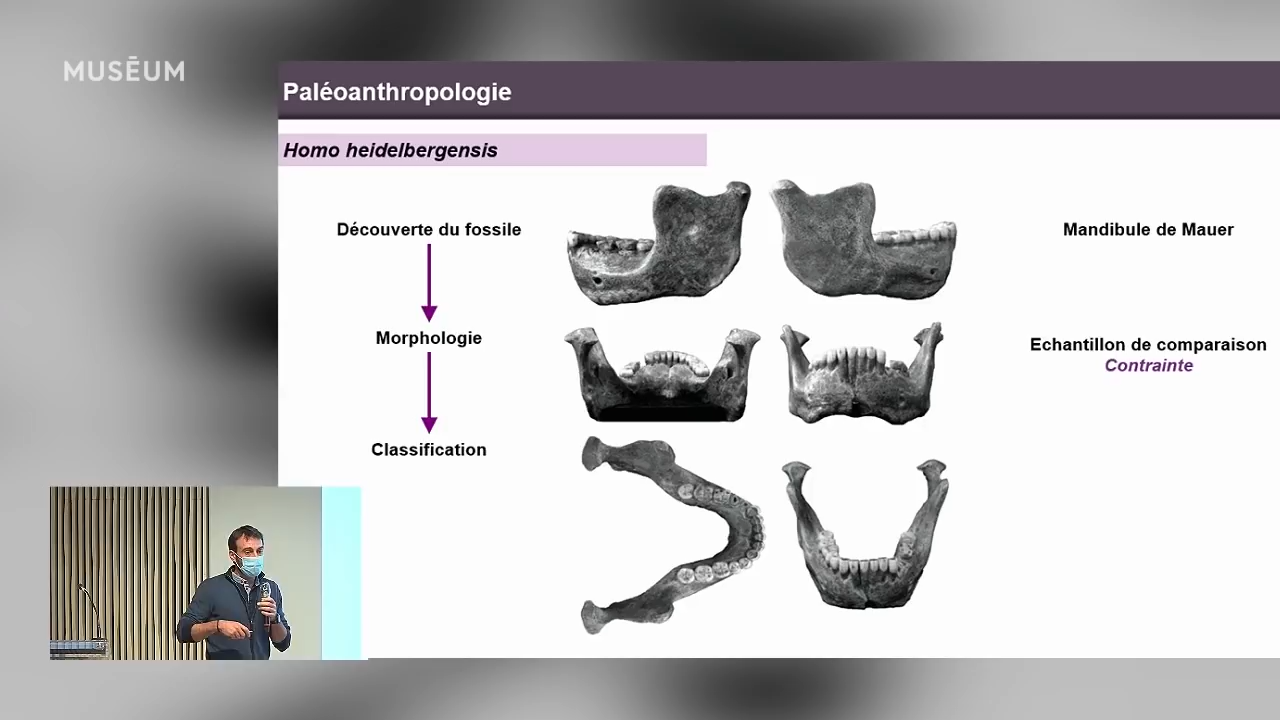 MUSĒUM
Paléoanthropologie
Homo heidelbergensis
Découverte du fossile
Mandibule de Mauer
Morphologie
Echantillon de comparaison
Contrainte
Classification